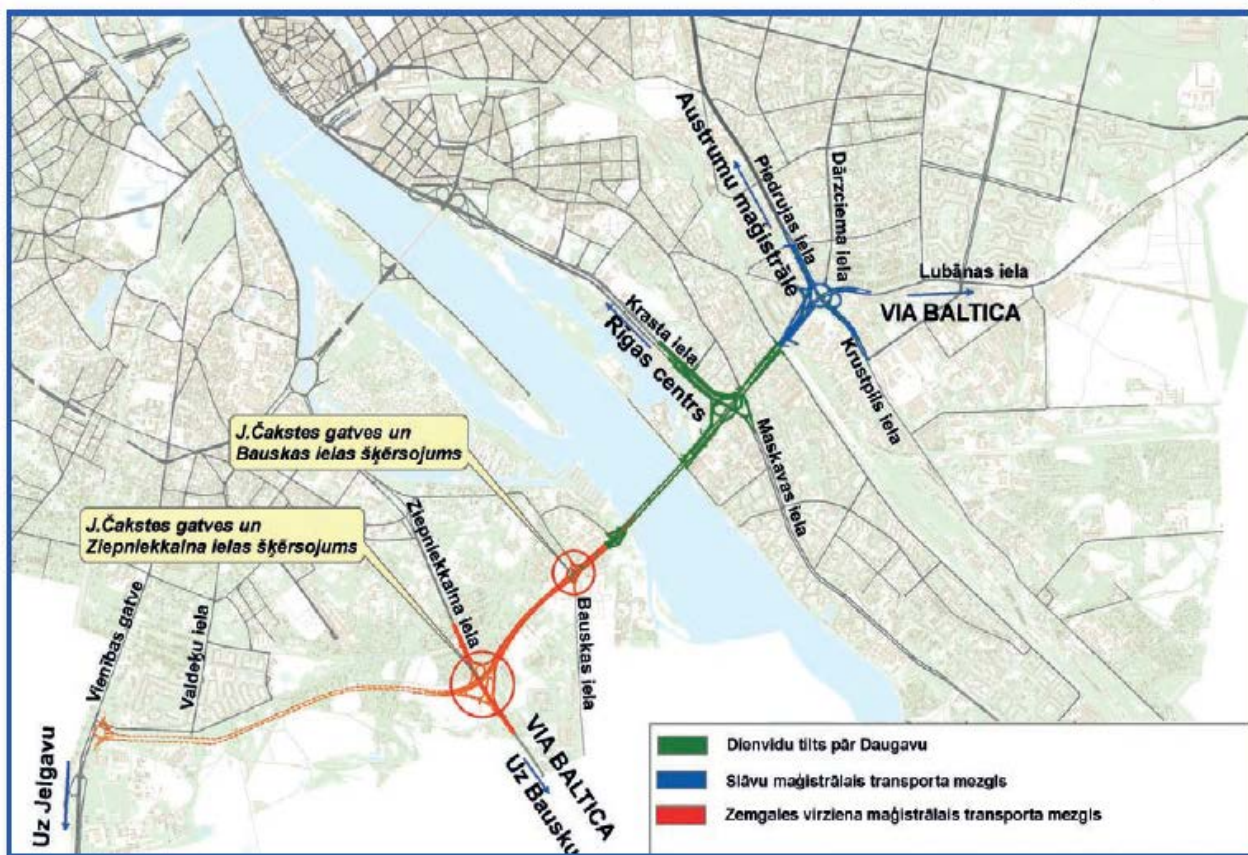 Austrumu maģistrāle
Piedrujas iela
Dārzciema iela
Lubānas iela
VIA BALTICA
Krasta iela
Rīgas centrs
Krustpils iela
Maskavas iela
J.Čakstes gatves un
Bauskas ielas šķērsojums
J.Čakstes gatves un
Ziepniekkalna ielas šķērsojums
Ziepniekkalna iela
Bauskas iela
Vienības gatve
Valdeķu iela
Uz Jelgavu
VIA BALTICA
Uz Bausku
Dienvidu tilts pār Daugavu
Slāvu maģistrālais transporta mezgls
Zemgales virziena maģistrālais transporta mezgls